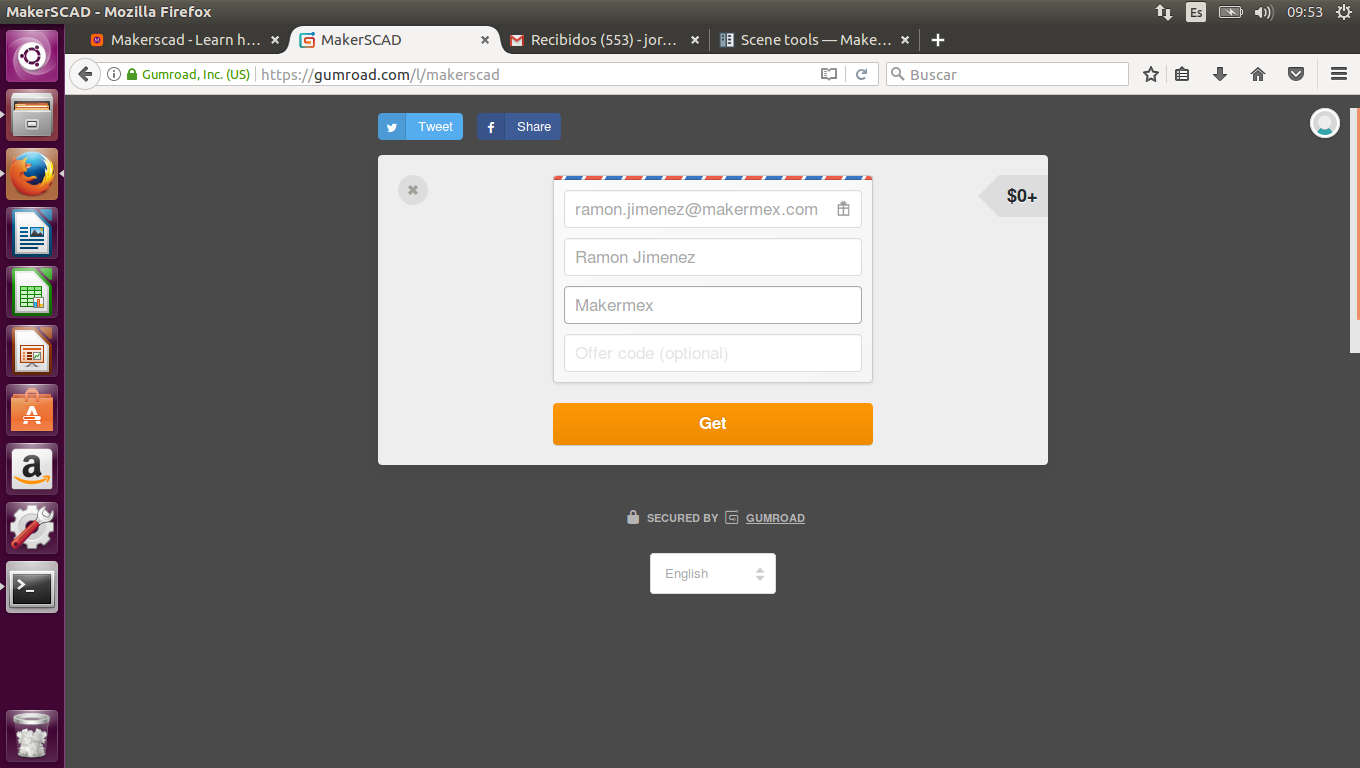 MakerSCAD - Mozilla Firefox
Es
09:53
Makerscad - Learn h...
MakerSCAD
Recibidos (553) - jor...
Scene tools — Make...
Gumroad, Inc. (US)
https://gumroad.com/l/makerscad
Buscar
Tweet
Share
$0+
ramon.jimenez@makermex.com
Ramon Jimenez
Makermex
Offer code (optional)
Get
SECURED BY GUMROAD
English